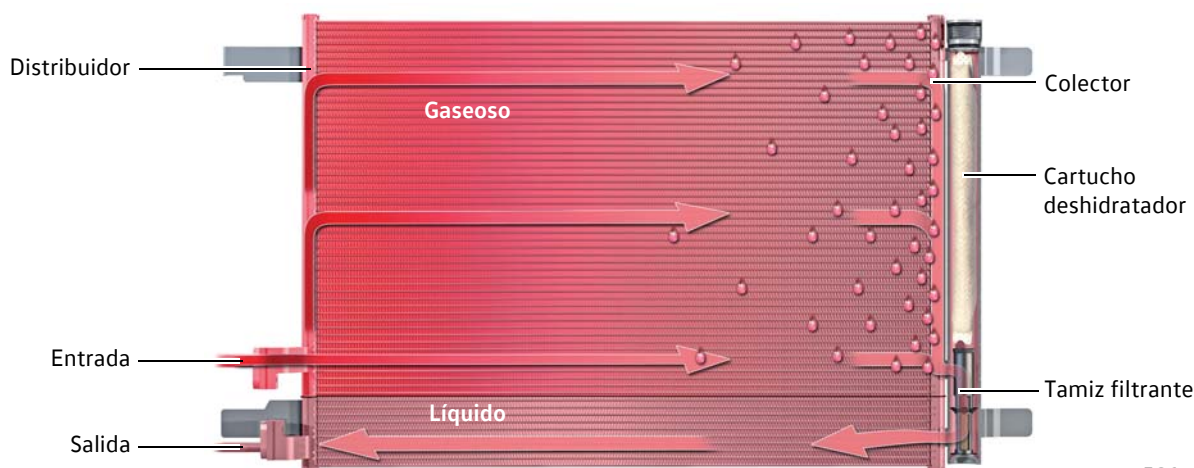 Distribuidor
Colector
Gaseoso
Cartucho
deshidratador
Entrada
Tamiz filtrante
Líquido
Salida